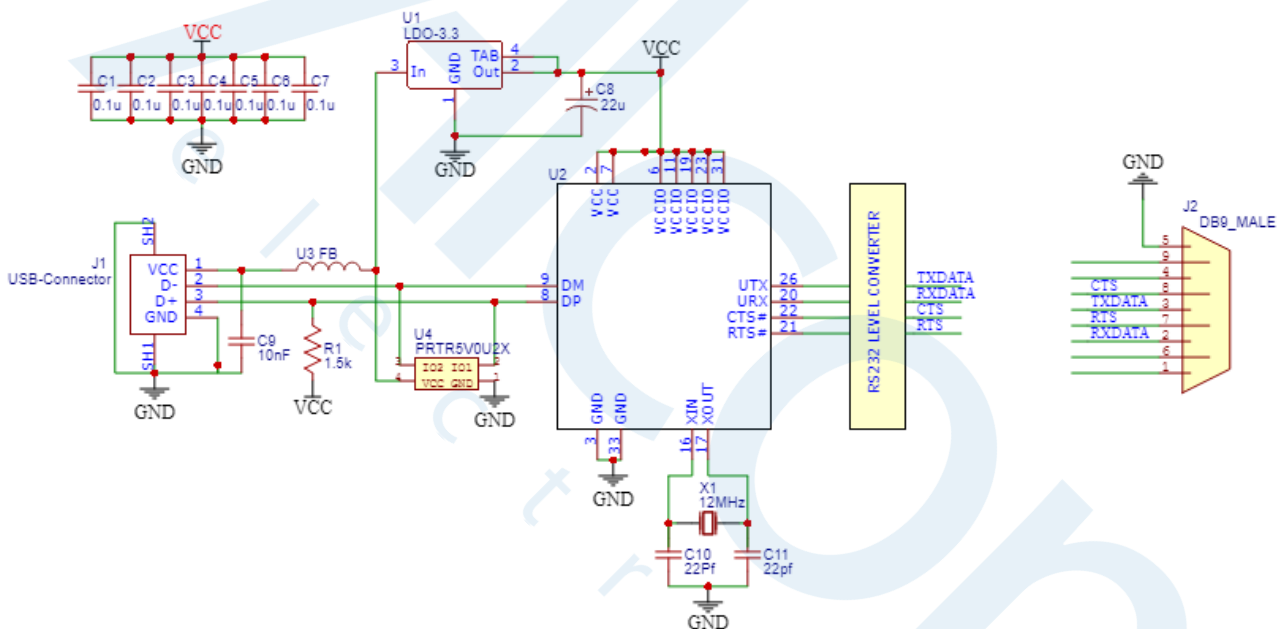 VCC
C1
0.1u
C2
0.1u
C3
0.1u
C4
0.1u
C5
0.1u
C6
0.1u
C7
0.1u
GND
U1
LDO-3.3
3
In
GND
1
TAB
Out
4
2
GND
+
C8
22u
VCC
U2
2
7
6
11
19
23
31
VCC
VCC
VCCIO
VCCIO
VCCIO
VCCIO
VCCIO
9
DM
8
DP
UTX
26
URX
20
CTS#
22
RTS#
21
GND
GND
3
33
GND
XIN
XOUT
16
17
X1
12MHz
C10
22Pf
C11
22pf
GND
J1
USB-Connector
SH2
SH1
VCC
1
D-
2
D+
3
GND
4
GND
C9
10nF
U3 FB
R1
1.5k
VCC
U4
PRTR5V0U2X
3
IO2
IO1
2
4
VCC
GND
1
GND
RS232 LEVEL CONVERTER
TXDATA
RXDATA
CTS
RTS
GND
J2
DB9_MALE
5
9
4
CTS
8
TXDATA
3
RTS
7
RXDATA
2
6
1
e
l
e
c
t
r